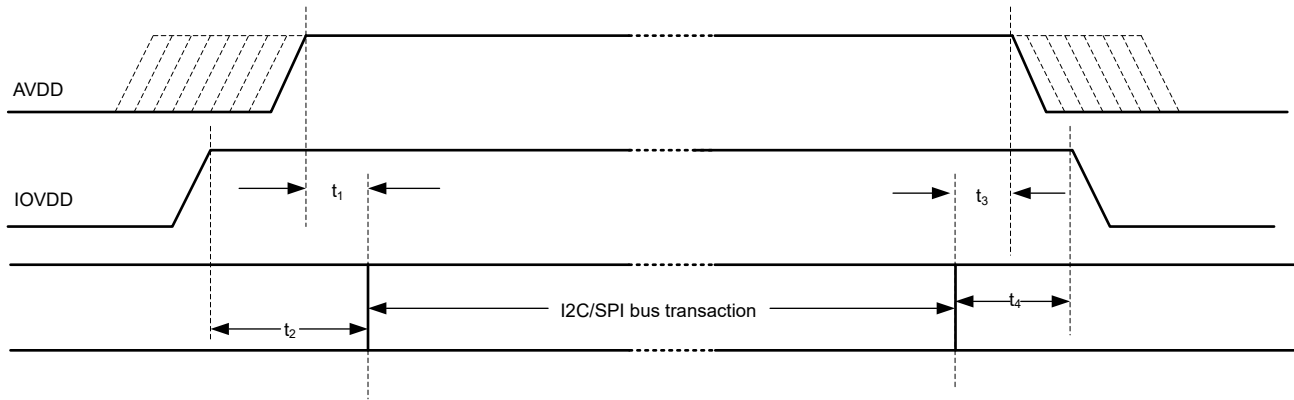 AVDD
IOVDD
t₁
t₃
t₂
I2C/SPI bus transaction
t₄